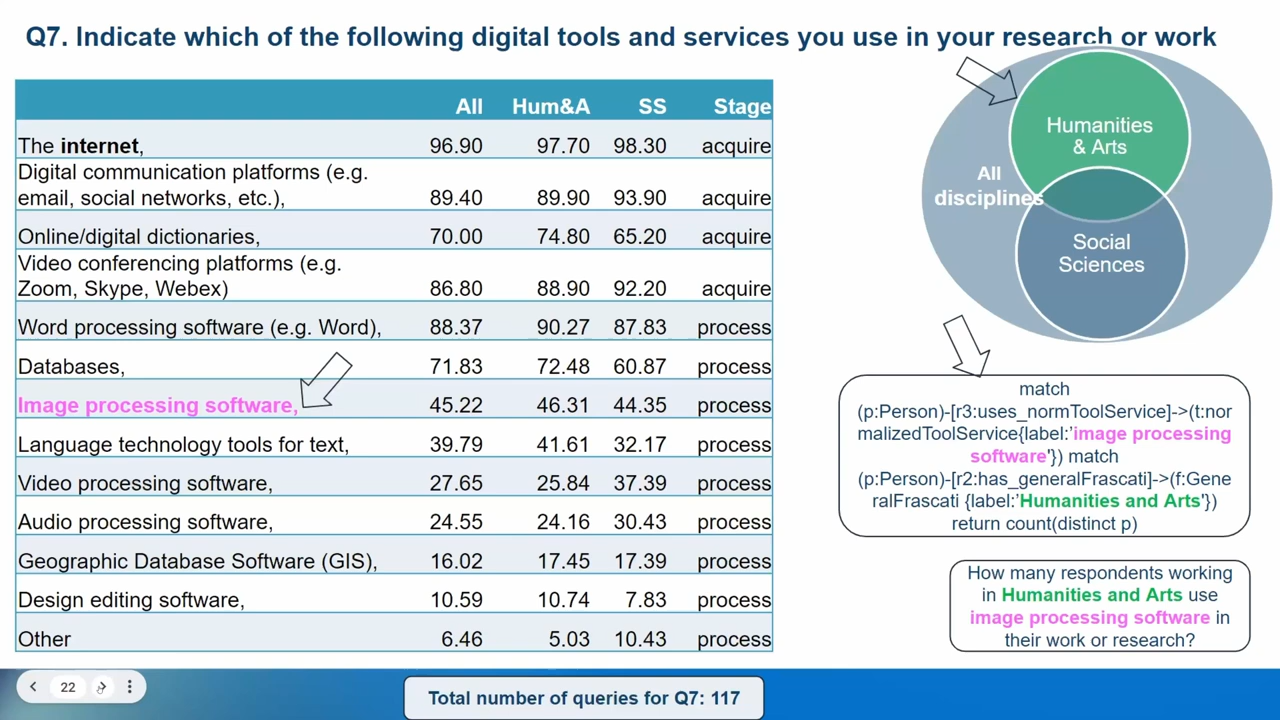 Q7. Indicate which of the following digital tools and services you use in your research or work
All Hum&A SS Stage
The internet, 96.90 97.70 98.30 acquire
Digital communication platforms (e.g.
email, social networks, etc.), 89.40 89.90 93.90 acquire
Online/digital dictionaries, 70.00 74.80 65.20 acquire
Video conferencing platforms (e.g.
Zoom, Skype, Webex) 86.80 88.90 92.20 acquire
Word processing software (e.g. Word), 88.37 90.27 87.83 process
Databases, 71.83 72.48 60.87 process
Image processing software, 45.22 46.31 44.35 process
Language technology tools for text, 39.79 41.61 32.17 process
Video processing software, 27.65 25.84 37.39 process
Audio processing software, 24.55 24.16 30.43 process
Geographic Database Software (GIS), 16.02 17.45 17.39 process
Design editing software, 10.59 10.74 7.83 process
Other 6.46 5.03 10.43 process
Humanities
& Arts
All
disciplines
Social
Sciences
match
(p:Person)-[r3:uses_normToolService]->(t:nor
malizedToolService{label:'image processing
software'}) match
(p:Person)-[r2:has_generalFrascati]->(f:Gene
ralFrascati {label:'Humanities and Arts'})
return count(distinct p)
How many respondents working
in Humanities and Arts use
image processing software in
their work or research?
22
Total number of queries for Q7: 117